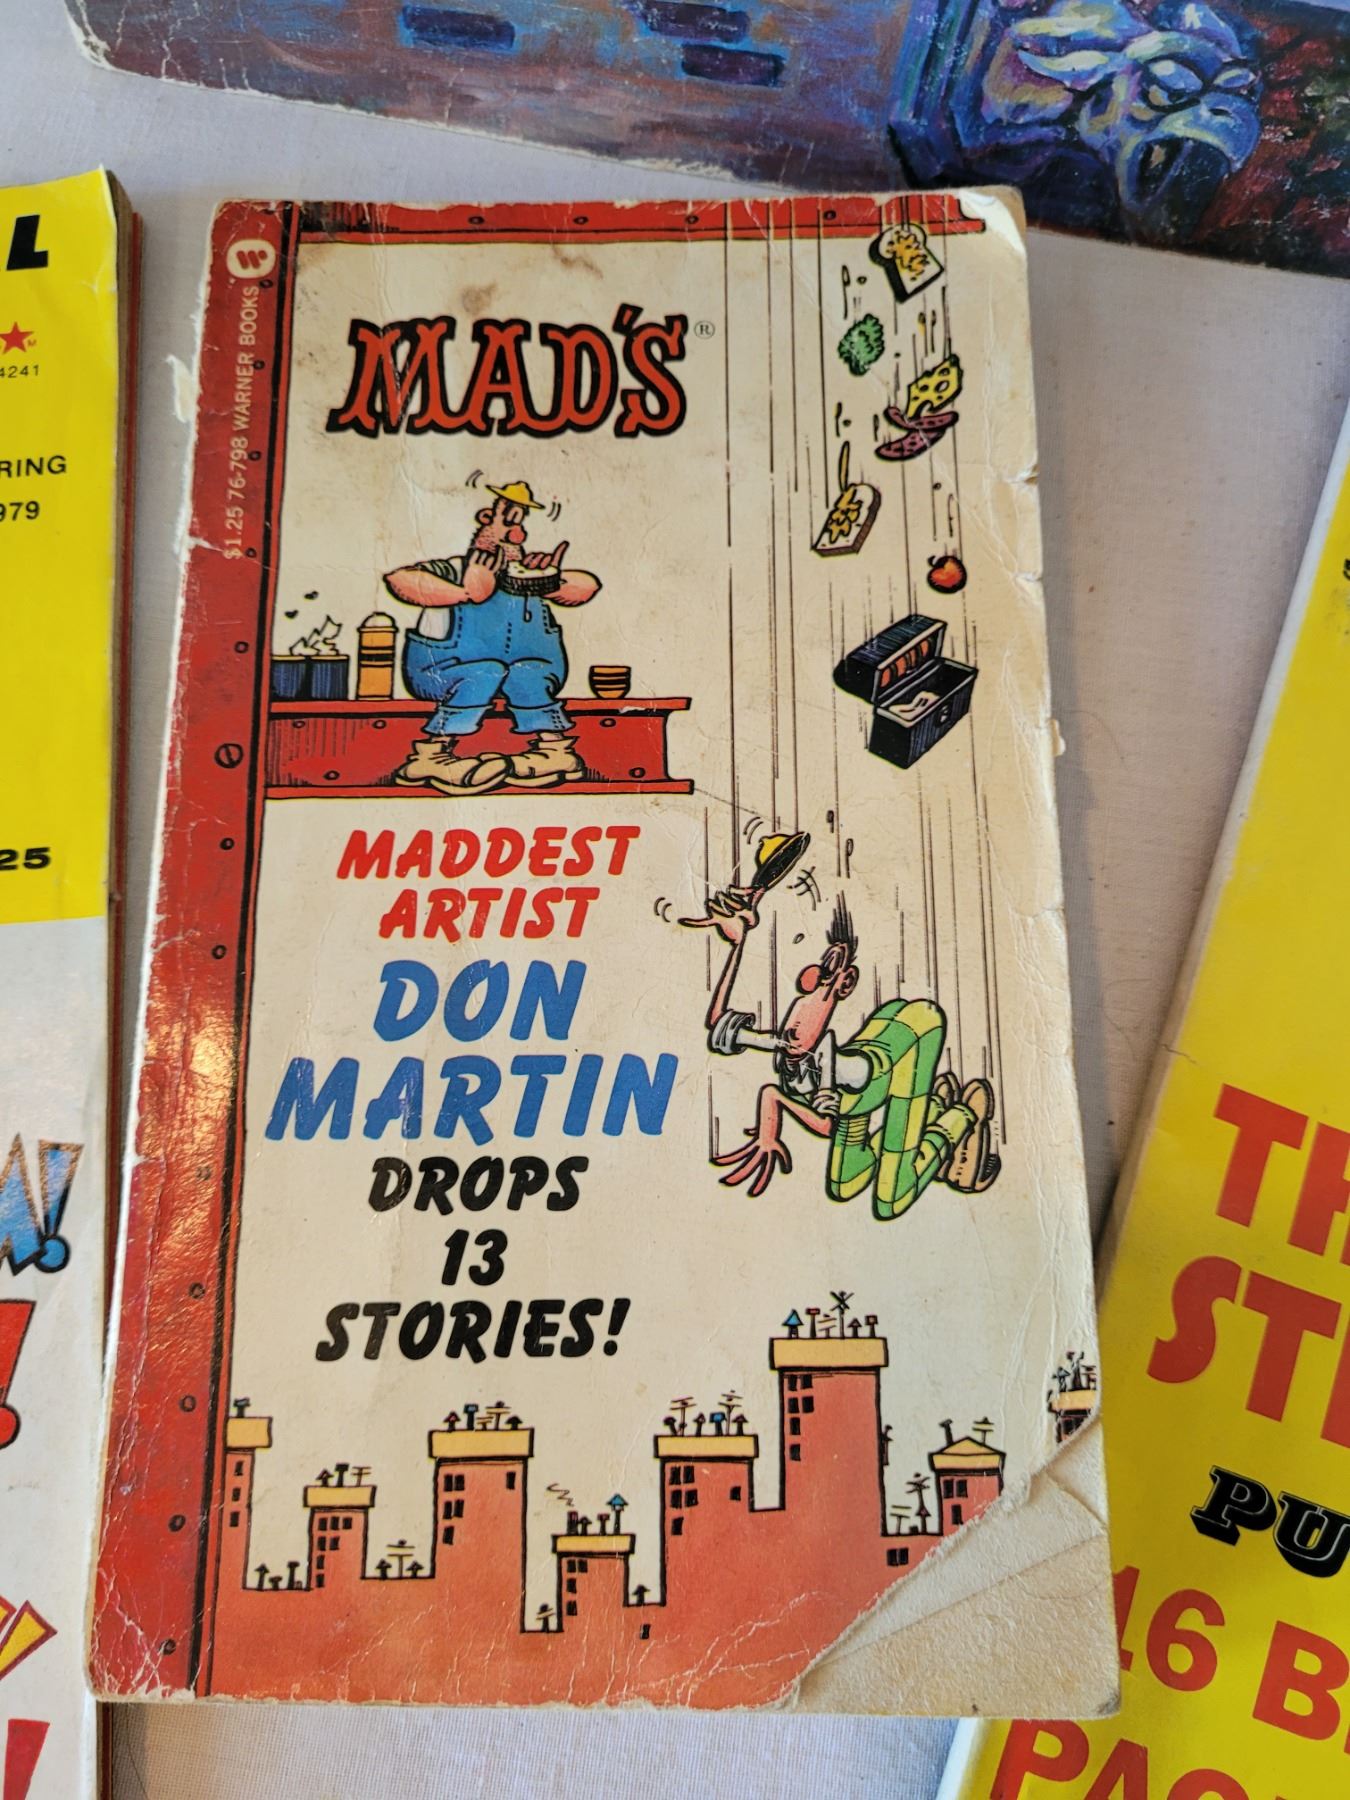 $1.25 76-798 WARNER BOOKS
MAD'S®
MADDEST
ARTIST
DON
MARTIN
DROPS
13
STORIES!
L
4241
RING
979
25
!
PU
16 B